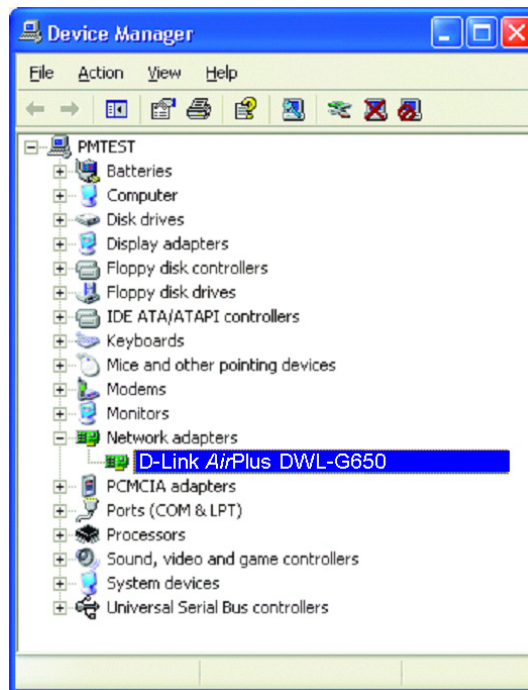 Device Manager
File Action View Help
PMTEST
Batteries
Computer
Disk drives
Display adapters
Floppy disk controllers
Floppy disk drives
IDE ATA/ATAPI controllers
Keyboards
Mice and other pointing devices
Modems
Monitors
Network adapters
D-Link AirPlus DWL-G650
PCMCIA adapters
Ports (COM & LPT)
Processors
Sound, video and game controllers
System devices
Universal Serial Bus controllers